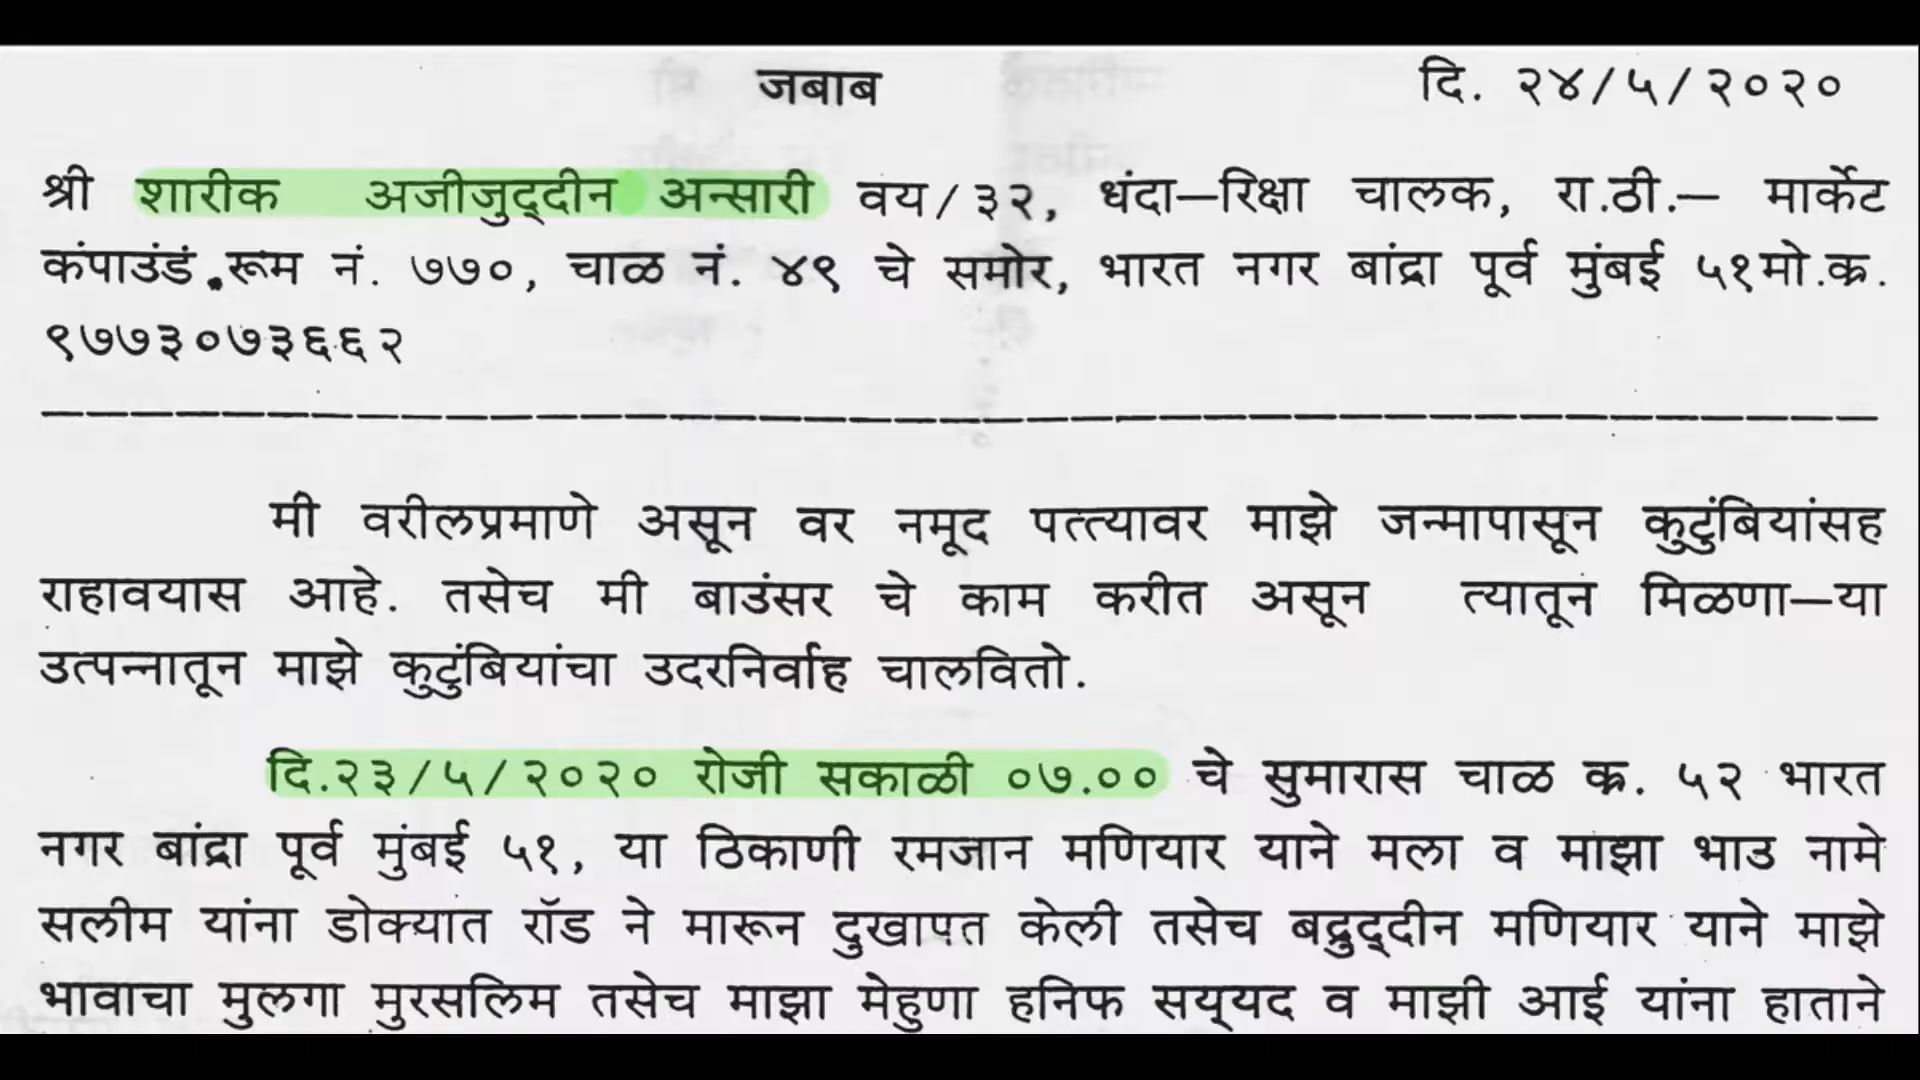 जबाब दि. २४/५/२०२०
श्री शारीक अजीजुद्दीन अन्सारी वय/३२, धंदा—रिक्षा चालक, रा.ठी.— मार्केट
कंपाउंडं.रूम नं. ७७०, चाळ नं. ४९ चे समोर, भारत नगर बांद्रा पूर्व मुंबई ५१मो.क्र.
९७७३०७३६६२
मी वरीलप्रमाणे असून वर नमूद पत्त्यावर माझे जन्मापासून कुटुंबियांसह
राहावयास आहे. तसेच मी बाउंसर चे काम करीत असून त्यातून मिळणा—या
उत्पन्नातून माझे कुटुंबियांचा उदरनिर्वाह चालवितो.
दि.२३/५/२०२० रोजी सकाळी ०७.०० चे सुमारास चाळ क्र. ५२ भारत
नगर बांद्रा पूर्व मुंबई ५१, या ठिकाणी रमजान मणियार याने मला व माझा भाउ नामे
सलीम यांना डोक्यात रॉड ने मारून दुखापत केली तसेच बद्रुद्दीन मणियार याने माझे
भावाचा मुलगा मुरसलिम तसेच माझा मेहुणा हनिफ सय्यद व माझी आई यांना हाताने